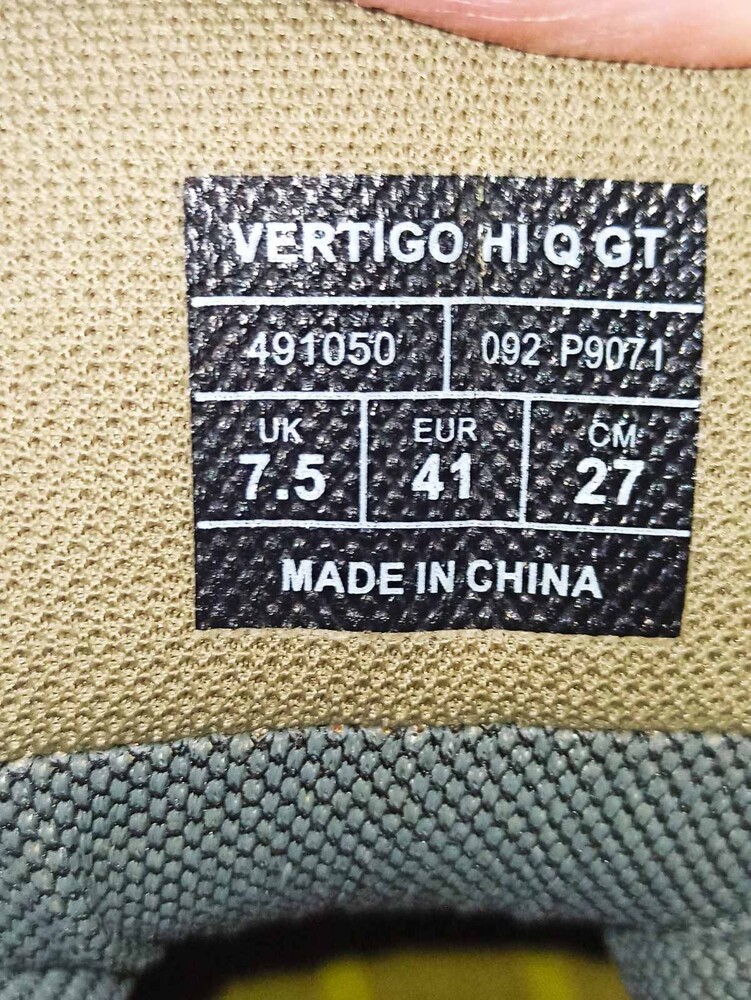 VERTIGO HI Q GT
491050 092 P9071
UK EUR CM
7.5 41 27
MADE IN CHINA